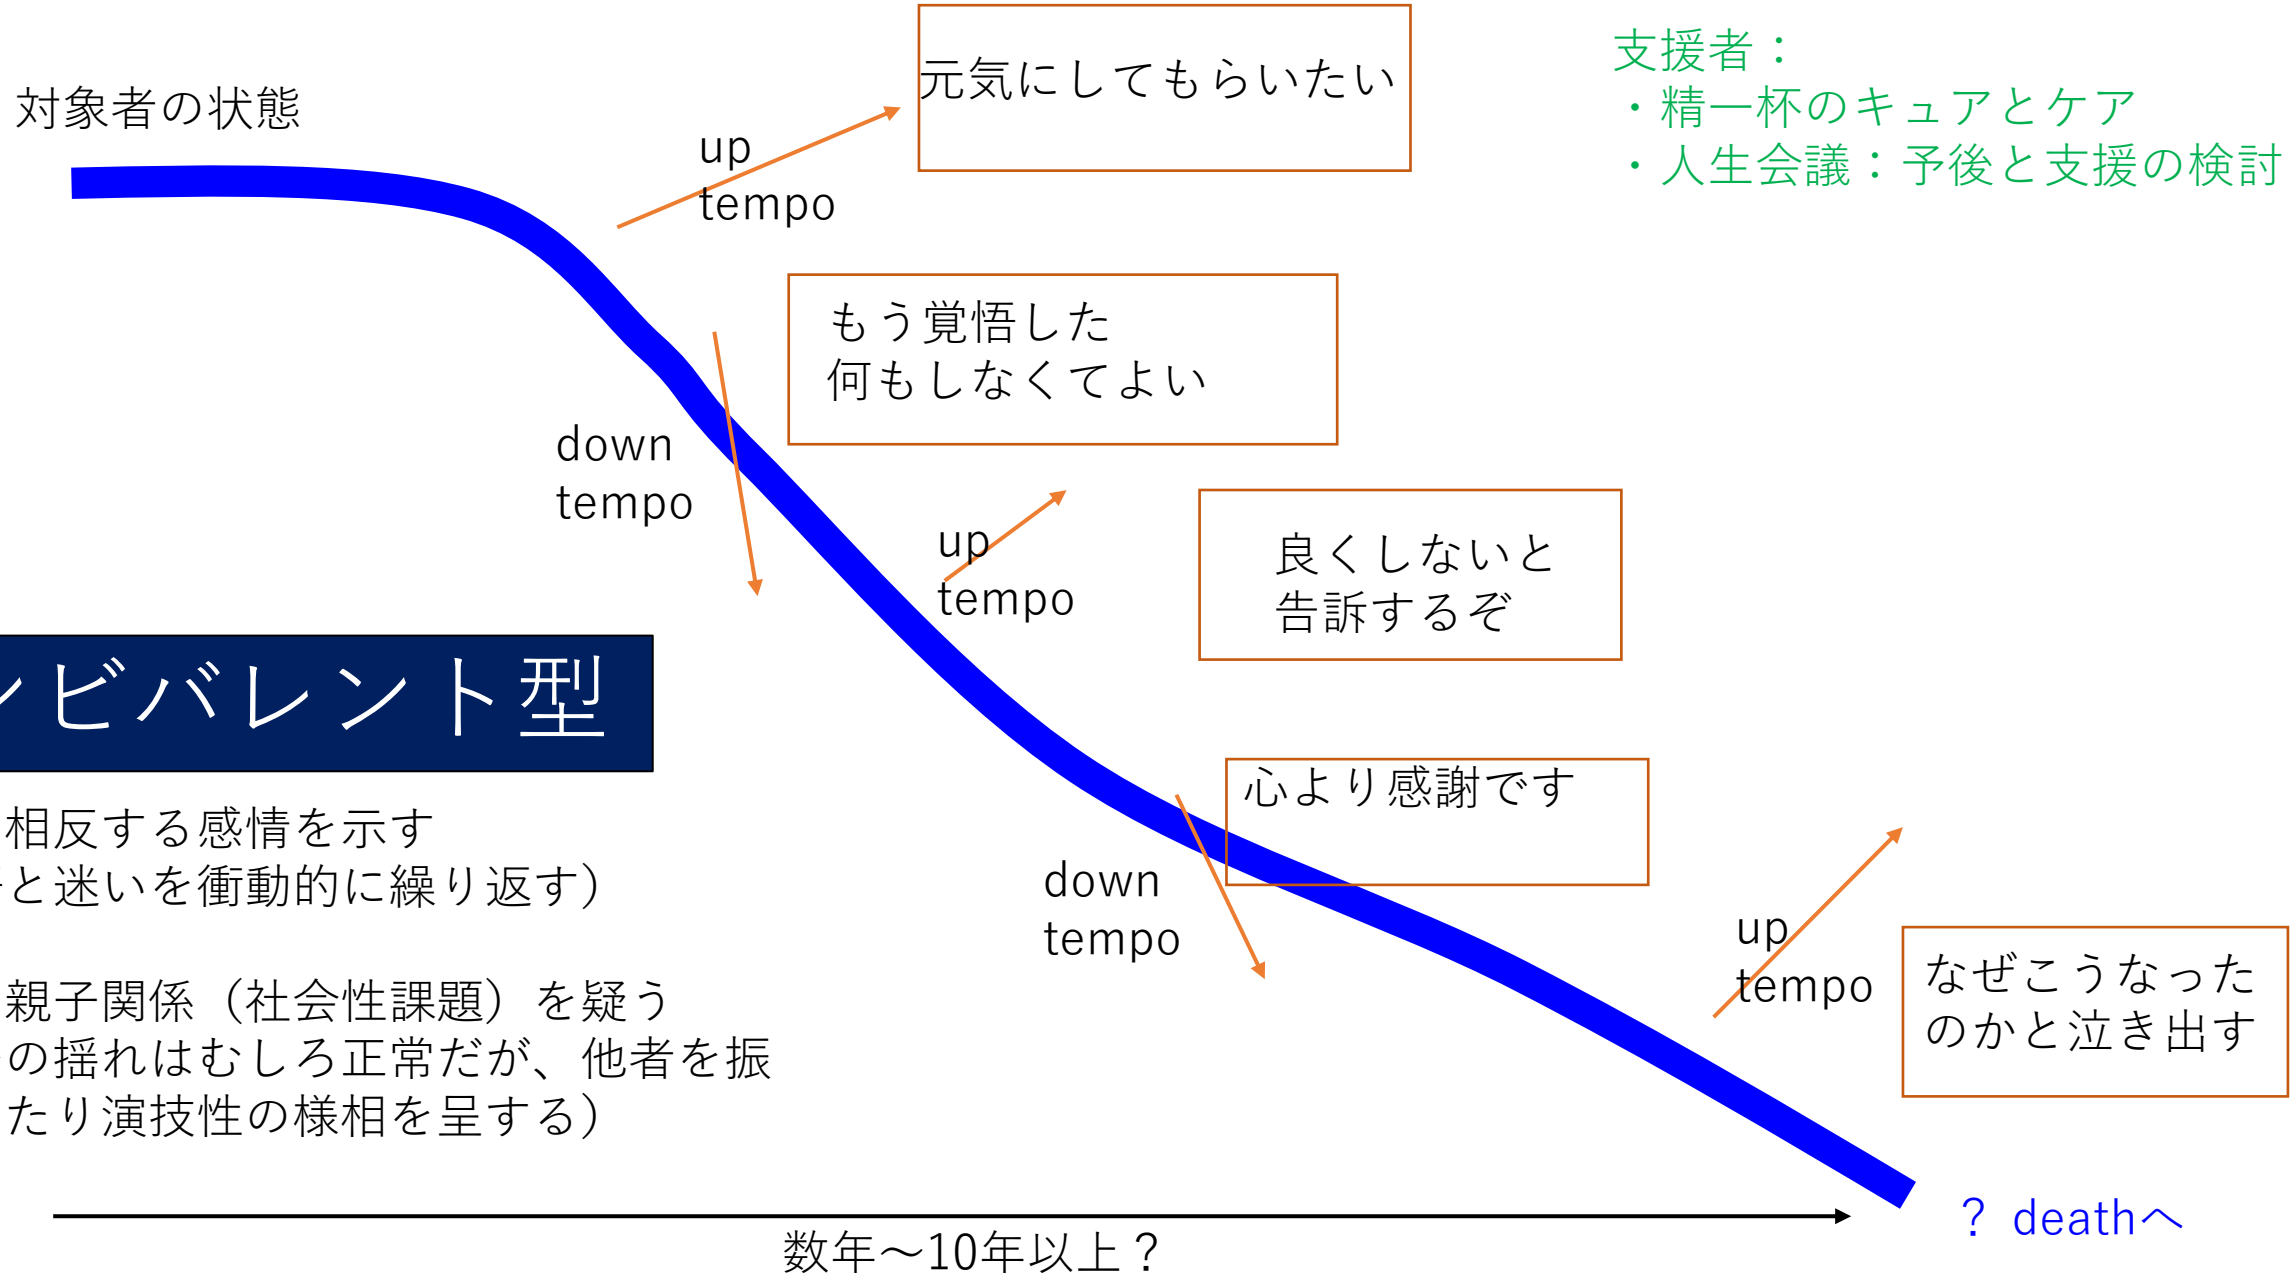 対象者の状態
up
tempo
元気にしてもらいたい
支援者：
・精一杯のキュアとケア
・人生会議：予後と支援の検討
もう覚悟した
何もしなくてよい
down
tempo
up
tempo
良くしないと
告訴するぞ
ンビバレント型
相反する感情を示す
と迷いを衝動的に繰り返す）
親子関係（社会性課題）を疑う
の揺れはむしろ正常だが、他者を振
たり演技性の様相を呈する）
心より感謝です
down
tempo
up
tempo
なぜこうなった
のかと泣き出す
？ deathへ
数年～10年以上？